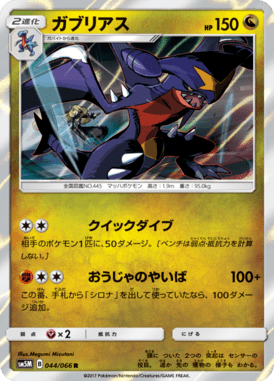 2進化
ガブリアス
HP 150
ガバイトから進化
全国図鑑NO.445 マッハポケモン 高さ:1.9m 重さ:95.0kg
クイックダイブ
相手のポケモン1匹に、50ダメージ。[ベンチは弱点・抵抗力を計算
しない。]
おうじゃのやいば 100+
この番、手札から「シロナ」を出して使っていたなら、100ダメージ
追加。
弱点 ×2 抵抗力 にげる
Illus.Megumi Mizutani
SM5M 044/066 R
©2017 Pokémon/Nintendo/Creatures/GAME FREAK.